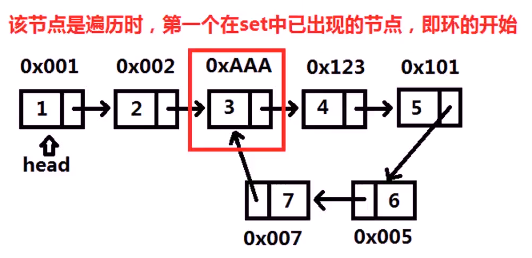 该节点是遍历时，第一个在set中已出现的节点，即环的开始
0x001 0x002 0xAAA 0x123 0x101
1 2 3 4 5
head
7 6
0x007 0x005